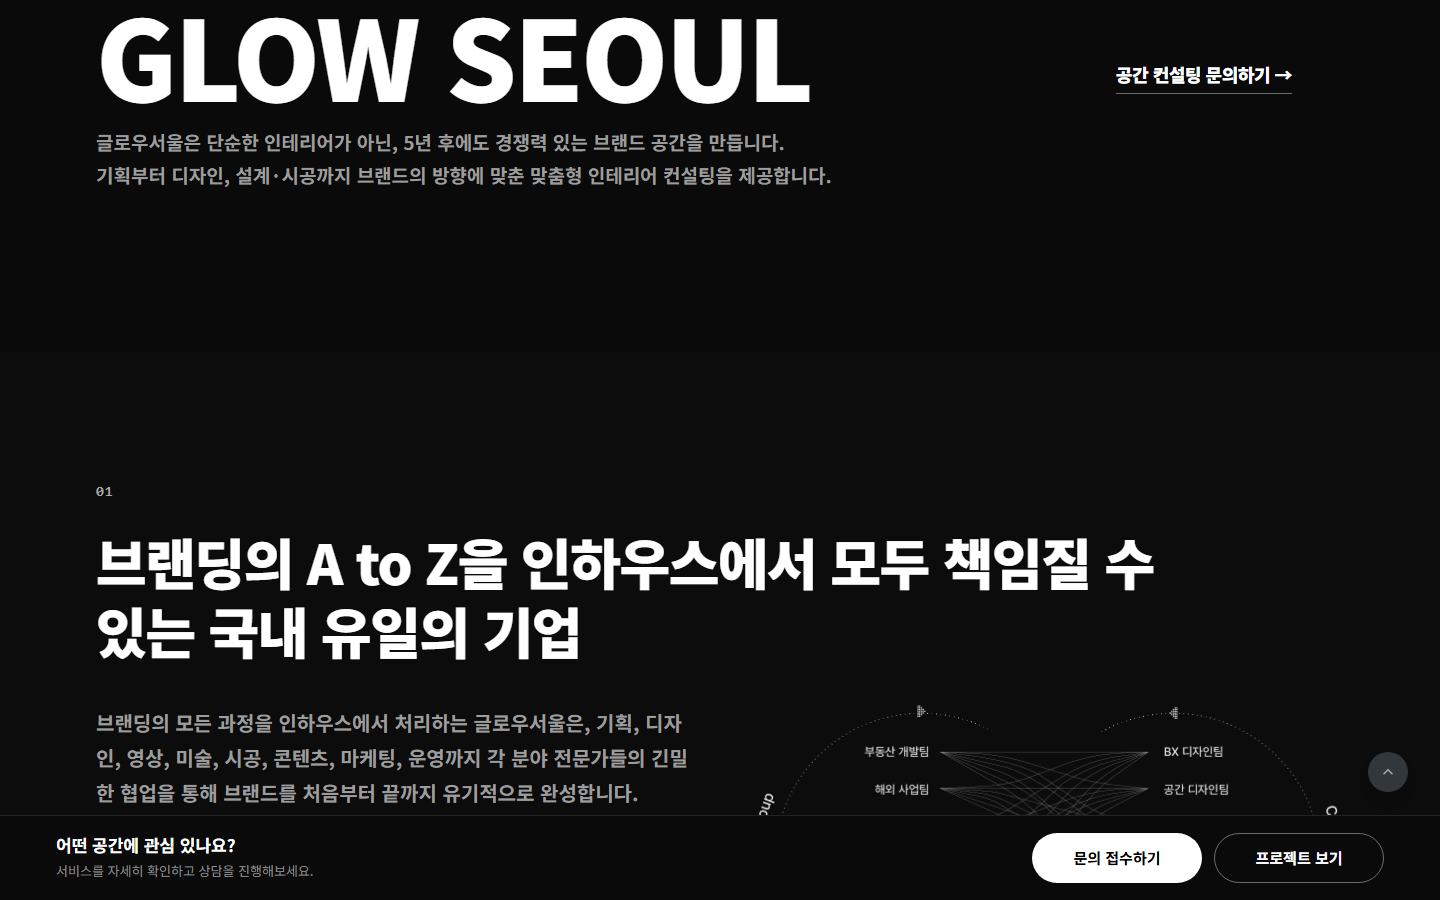 GLOW SEOUL
공간 컨설팅 문의하기 →
글로우서울은 단순한 인테리어가 아닌, 5년 후에도 경쟁력 있는 브랜드 공간을 만듭니다.
기획부터 디자인, 설계·시공까지 브랜드의 방향에 맞춘 맞춤형 인테리어 컨설팅을 제공합니다.
01
브랜딩의 A to Z을 인하우스에서 모두 책임질 수
있는 국내 유일의 기업
브랜딩의 모든 과정을 인하우스에서 처리하는 글로우서울은, 기획, 디자
인, 영상, 미술, 시공, 콘텐츠, 마케팅, 운영까지 각 분야 전문가들의 긴밀
한 협업을 통해 브랜드를 처음부터 끝까지 유기적으로 완성합니다.
부동산 개발팀
BX 디자인팀
해외 사업팀
공간 디자인팀
어떤 공간에 관심 있나요?
서비스를 자세히 확인하고 상담을 진행해보세요.
문의 접수하기
프로젝트 보기